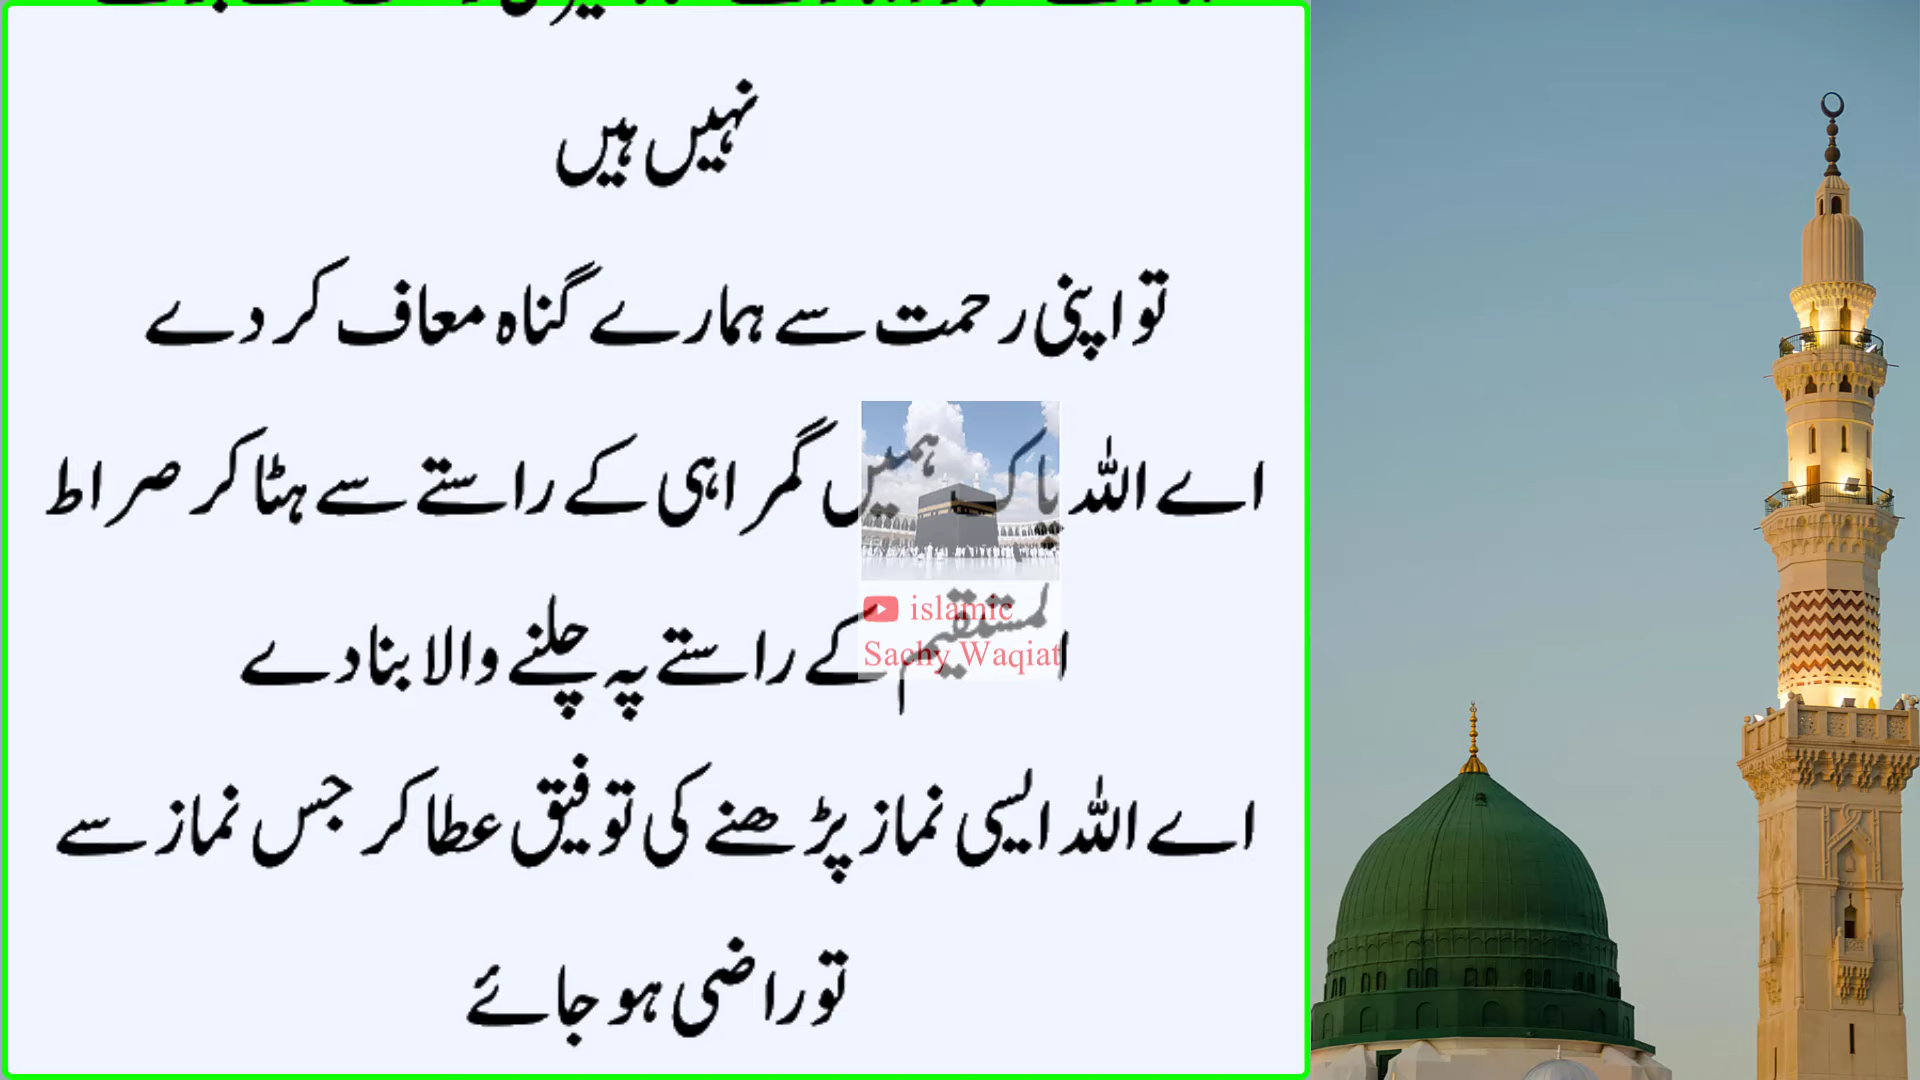 نہیں ہیں
تو اپنی رحمت سے ہمارے گناہ معاف کر دے
اے اللہ پاک ہمیں گمراہی کے راستے سے ہٹا کر صراط
المستقیم کے راستے پہ چلنے والا بنا دے
اے اللہ ایسی نماز پڑھنے کی توفیق عطا کر جس نماز سے
تو راضی ہو جائے
islamic
Sachy Waqiat